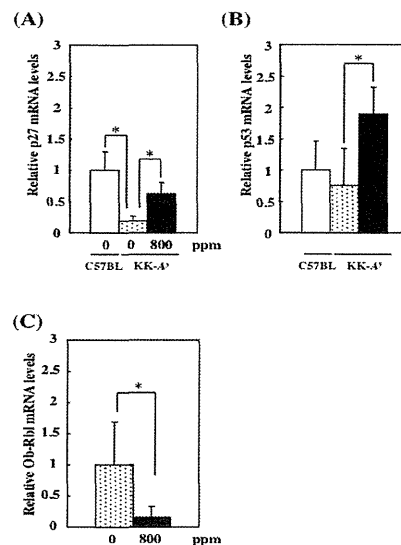 (A)
Relative p27 mRNA levels
3
2.5
2
1.5
1
0.5
0
*
*
0 0 800 ppm
C57BL KK-Ay
(B)
Relative p53 mRNA levels
3
2.5
2
1.5
1
0.5
0
*
C57BL KK-Ay
(C)
Relative Ob-Rbl mRNA levels
3
2.5
2
1.5
1
0.5
0
*
0 800 ppm